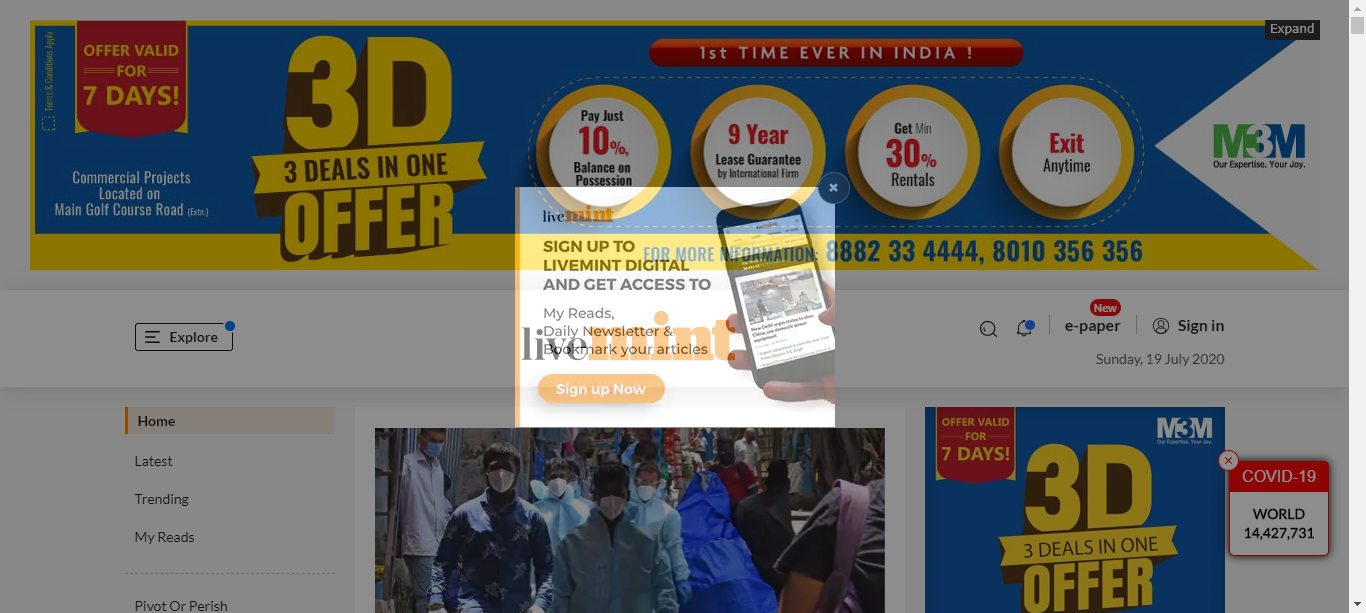 Expand
Terms & Conditions Apply
OFFER VALID
FOR
7 DAYS!
Commercial Projects
Located on
Main Golf Course Road (Extn.)
3D
3 DEALS IN ONE
OFFER
1st TIME EVER IN INDIA !
Pay Just
10%,
Balance on
Possession
9 Year
Lease Guarantee
by International Firm
Get Min
30%
Rentals
Exit
Anytime
M3M
Our Expertise. Your Joy.
FOR MORE INFORMATION: 8882 33 4444, 8010 356 356
livemint
SIGN UP TO
LIVEMINT DIGITAL
AND GET ACCESS TO
My Reads,
Daily Newsletter &
Bookmark your articles
Sign up Now
livemint
Explore
New
e-paper
Sign in
Sunday, 19 July 2020
Home
Latest
Trending
My Reads
Pivot Or Perish
OFFER VALID
FOR
7 DAYS!
M3M
Our Expertise. Your Joy.
3D
3 DEALS IN ONE
OFFER
COVID-19
WORLD
14,427,731